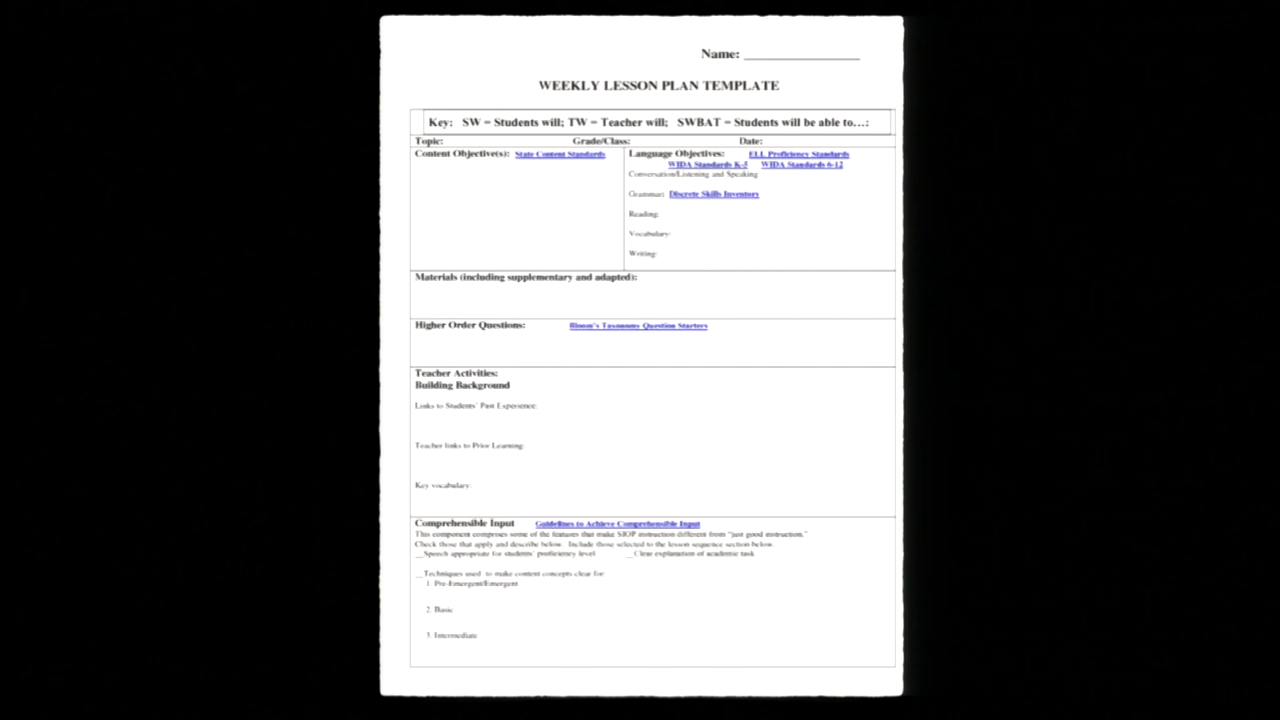 Name: __________________
WEEKLY LESSON PLAN TEMPLATE
Key: SW = Students will; TW = Teacher will; SWBAT = Students will be able to…:
Topic: Grade/Class: Date:
Content Objective(s): State Content Standards
Language Objectives: ELL Proficiency Standards
WIDA Standards K-5 WIDA Standards 6-12
Conversation/Listening and Speaking
Grammar: Discrete Skills Inventory
Reading:
Vocabulary:
Writing:
Materials (including supplementary and adapted):
Higher Order Questions: Bloom's Taxonomy Question Starters
Teacher Activities:
Building Background
Links to Students' Past Experience:
Teacher links to Prior Learning:
Key vocabulary:
Comprehensible Input Guidelines to Achieve Comprehensible Input
This component comprises some of the features that make SIOP instruction different from "just good instruction."
Check those that apply and describe below. Include those selected to the lesson sequence section below.
__Speech appropriate for students' proficiency level __Clear explanation of academic task
__Techniques used to make content concepts clear for:
1. Pre-Emergent/Emergent
2. Basic
3. Intermediate